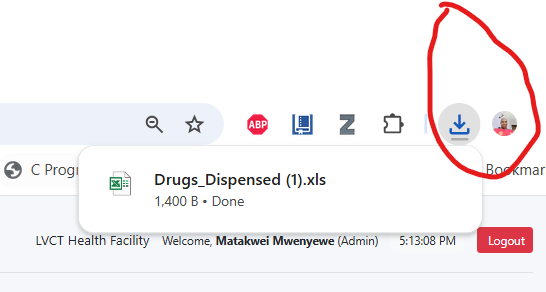 ABP
Z
C Progr
Bookmar
Drugs_Dispensed (1).xls
1,400 B • Done
LVCT Health Facility Welcome, Matakwei Mwenyewe (Admin) 5:13:08 PM Logout